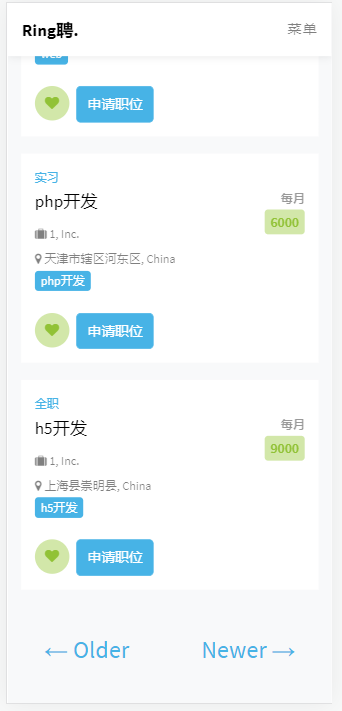 Ring聘.
菜单
申请职位
实习
php开发
每月
6000
1, Inc.
天津市辖区河东区, China
php开发
申请职位
全职
h5开发
每月
9000
1, Inc.
上海县崇明县, China
h5开发
申请职位
← Older
Newer →